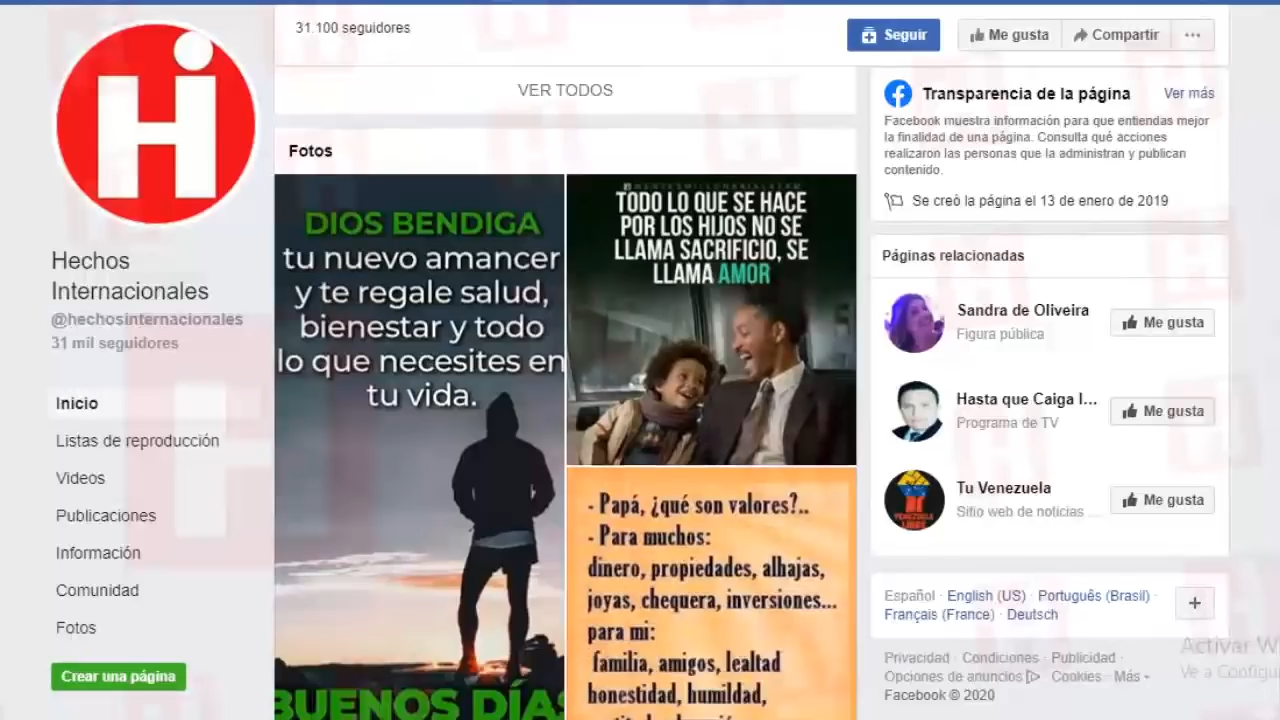 Hi
Hechos
Internacionales
@hechosinternacionales
31 mil seguidores
Inicio
Listas de reproducción
Videos
Publicaciones
Información
Comunidad
Fotos
Crear una página
31.100 seguidores
Seguir
Me gusta
Compartir
VER TODOS
Fotos
DIOS BENDIGA
tu nuevo amancer
y te regale salud,
bienestar y todo
lo que necesites en
tu vida.
BUENOS DÍAS
TODO LO QUE SE HACE
POR LOS HIJOS NO SE
LLAMA SACRIFICIO, SE
LLAMA AMOR
- Papá, ¿qué son valores?..
- Para muchos:
dinero, propiedades, alhajas,
joyas, chequera, inversiones...
para mi:
familia, amigos, lealtad
honestidad, humildad,
Transparencia de la página
Ver más
Facebook muestra información para que entiendas mejor
la finalidad de una página. Consulta qué acciones
realizaron las personas que la administran y publican
contenido.
Se creó la página el 13 de enero de 2019
Páginas relacionadas
Sandra de Oliveira
Figura pública
Me gusta
Hasta que Caiga l...
Programa de TV
Me gusta
Tu Venezuela
Sitio web de noticias ...
Me gusta
Español · English (US) · Português (Brasil) ·
Français (France) · Deutsch
Privacidad · Condiciones · Publicidad ·
Opciones de anuncios · Cookies · Más
Facebook © 2020
Activar W
Ve a Configu